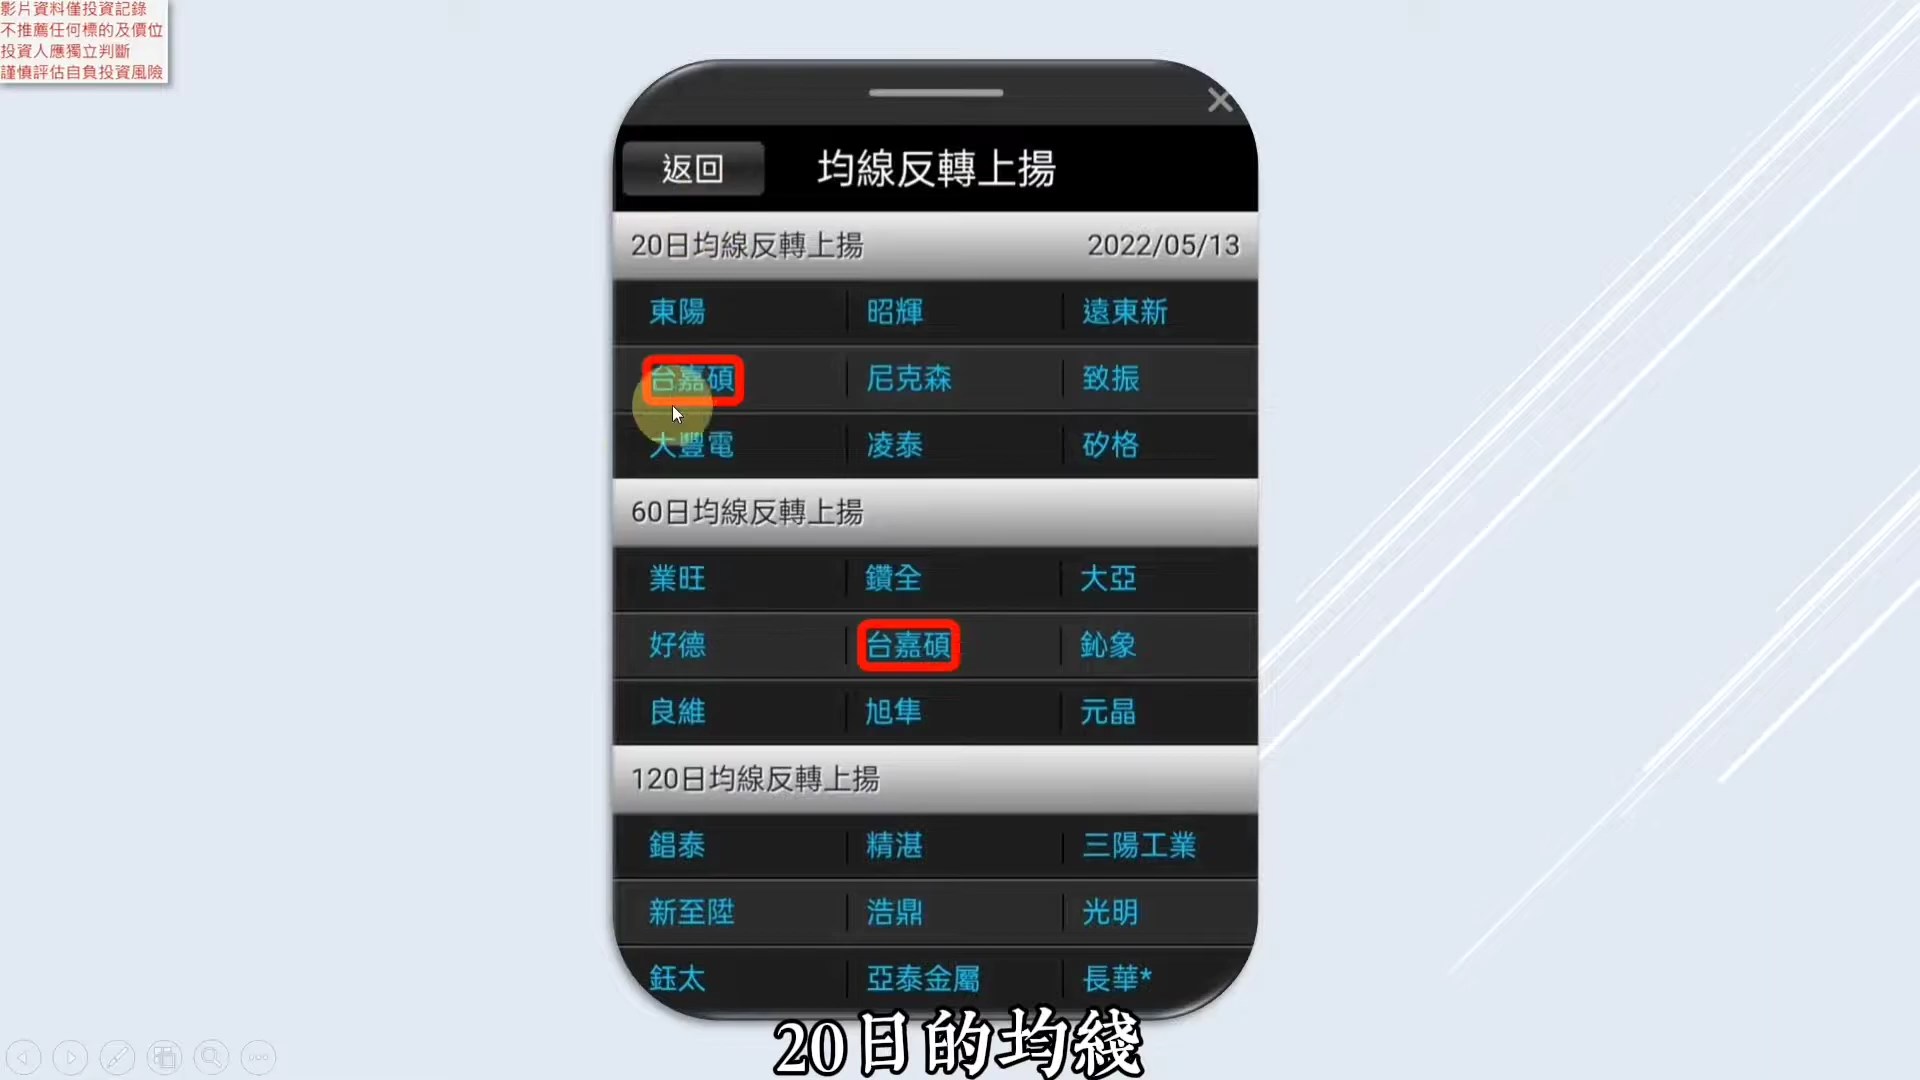 影片資料僅投資記錄
不推薦任何標的及價位
投資人應獨立判斷
謹慎評估自負投資風險
返回 均線反轉上揚
20日均線反轉上揚 2022/05/13
東陽 昭輝 遠東新
台嘉碩 尼克森 致振
大豐電 凌泰 矽格
60日均線反轉上揚
業旺 鑽全 大亞
好德 台嘉碩 鈊象
良維 旭隼 元晶
120日均線反轉上揚
錩泰 精湛 三陽工業
新至陞 浩鼎 光明
鈺太 亞泰金屬 長華*
20日的均綫